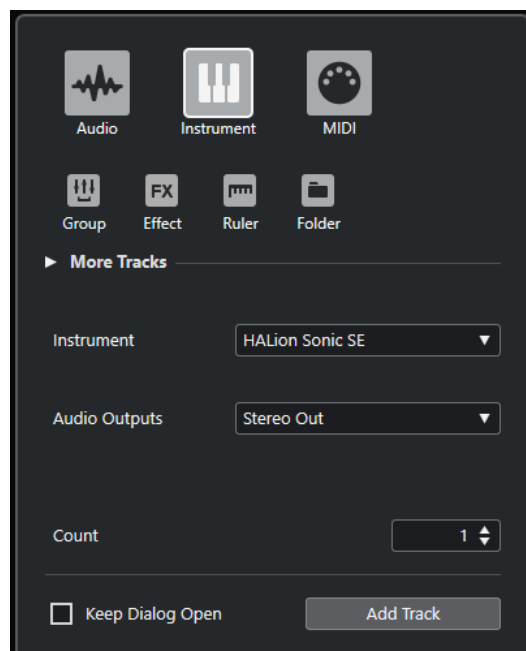 Audio Instrument MIDI
FX
Group Effect Ruler Folder
More Tracks
Instrument HALion Sonic SE
Audio Outputs Stereo Out
Count 1
Keep Dialog Open Add Track